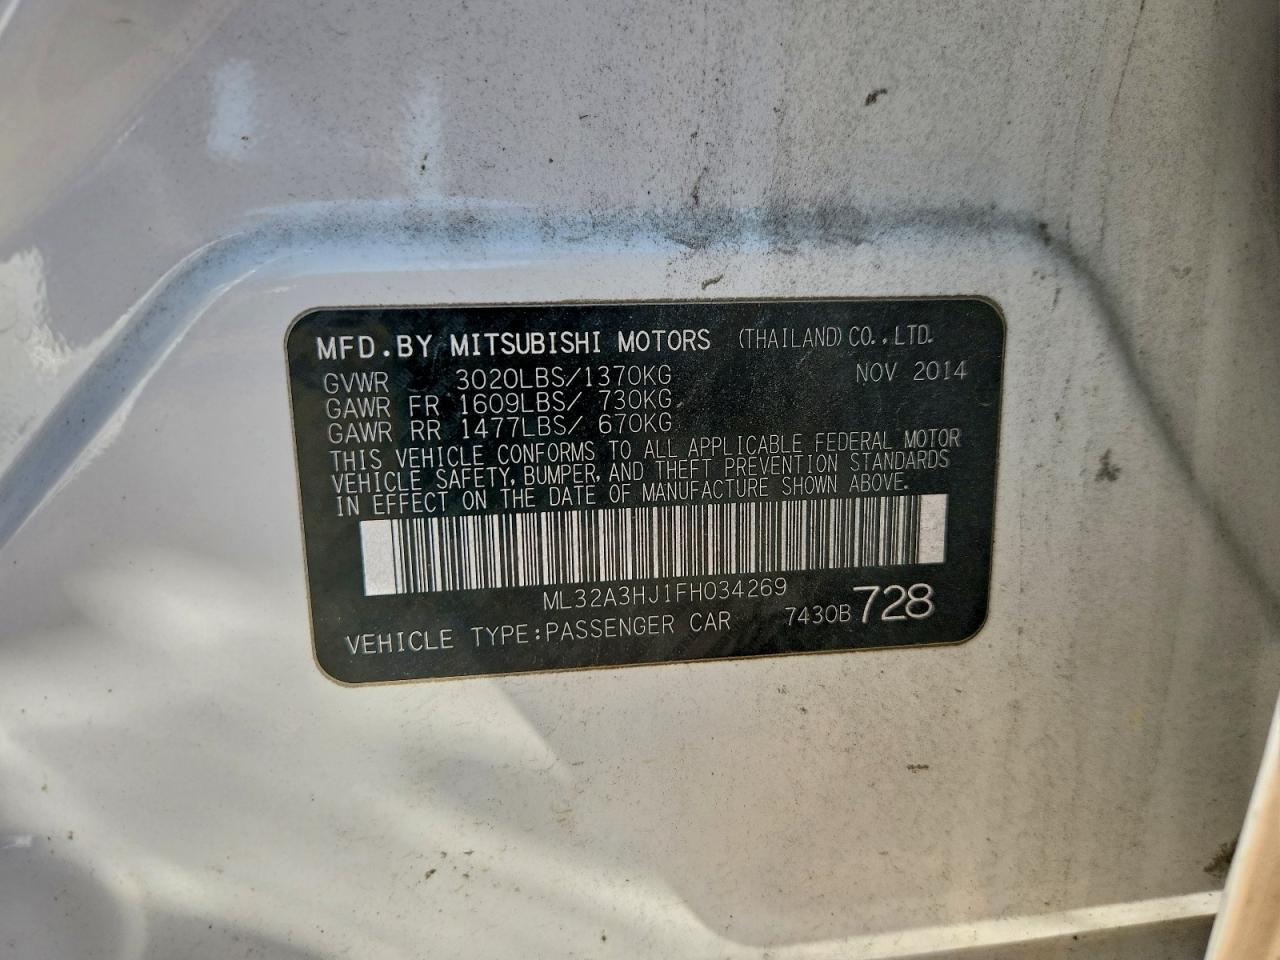 MFD.BY MITSUBISHI MOTORS (THAILAND) CO.,LTD.
GVWR 3020LBS/1370KG NOV 2014
GAWR FR 1609LBS/ 730KG
GAWR RR 1477LBS/ 670KG
THIS VEHICLE CONFORMS TO ALL APPLICABLE FEDERAL MOTOR
VEHICLE SAFETY, BUMPER, AND THEFT PREVENTION STANDARDS
IN EFFECT ON THE DATE OF MANUFACTURE SHOWN ABOVE.
ML32A3HJ1FH034269
VEHICLE TYPE:PASSENGER CAR 7430B 728